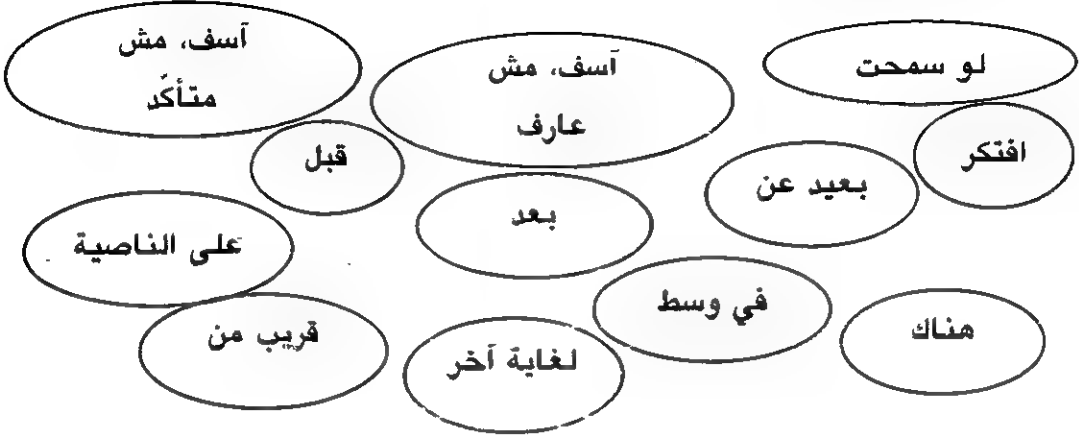 آسف، مش
متأكّد
آسف، مش
عارف
لو سمحت
افتكر
قبل
بعيد عن
بعد
على الناصية
في وسط
هناك
قريب من
لغاية آخر